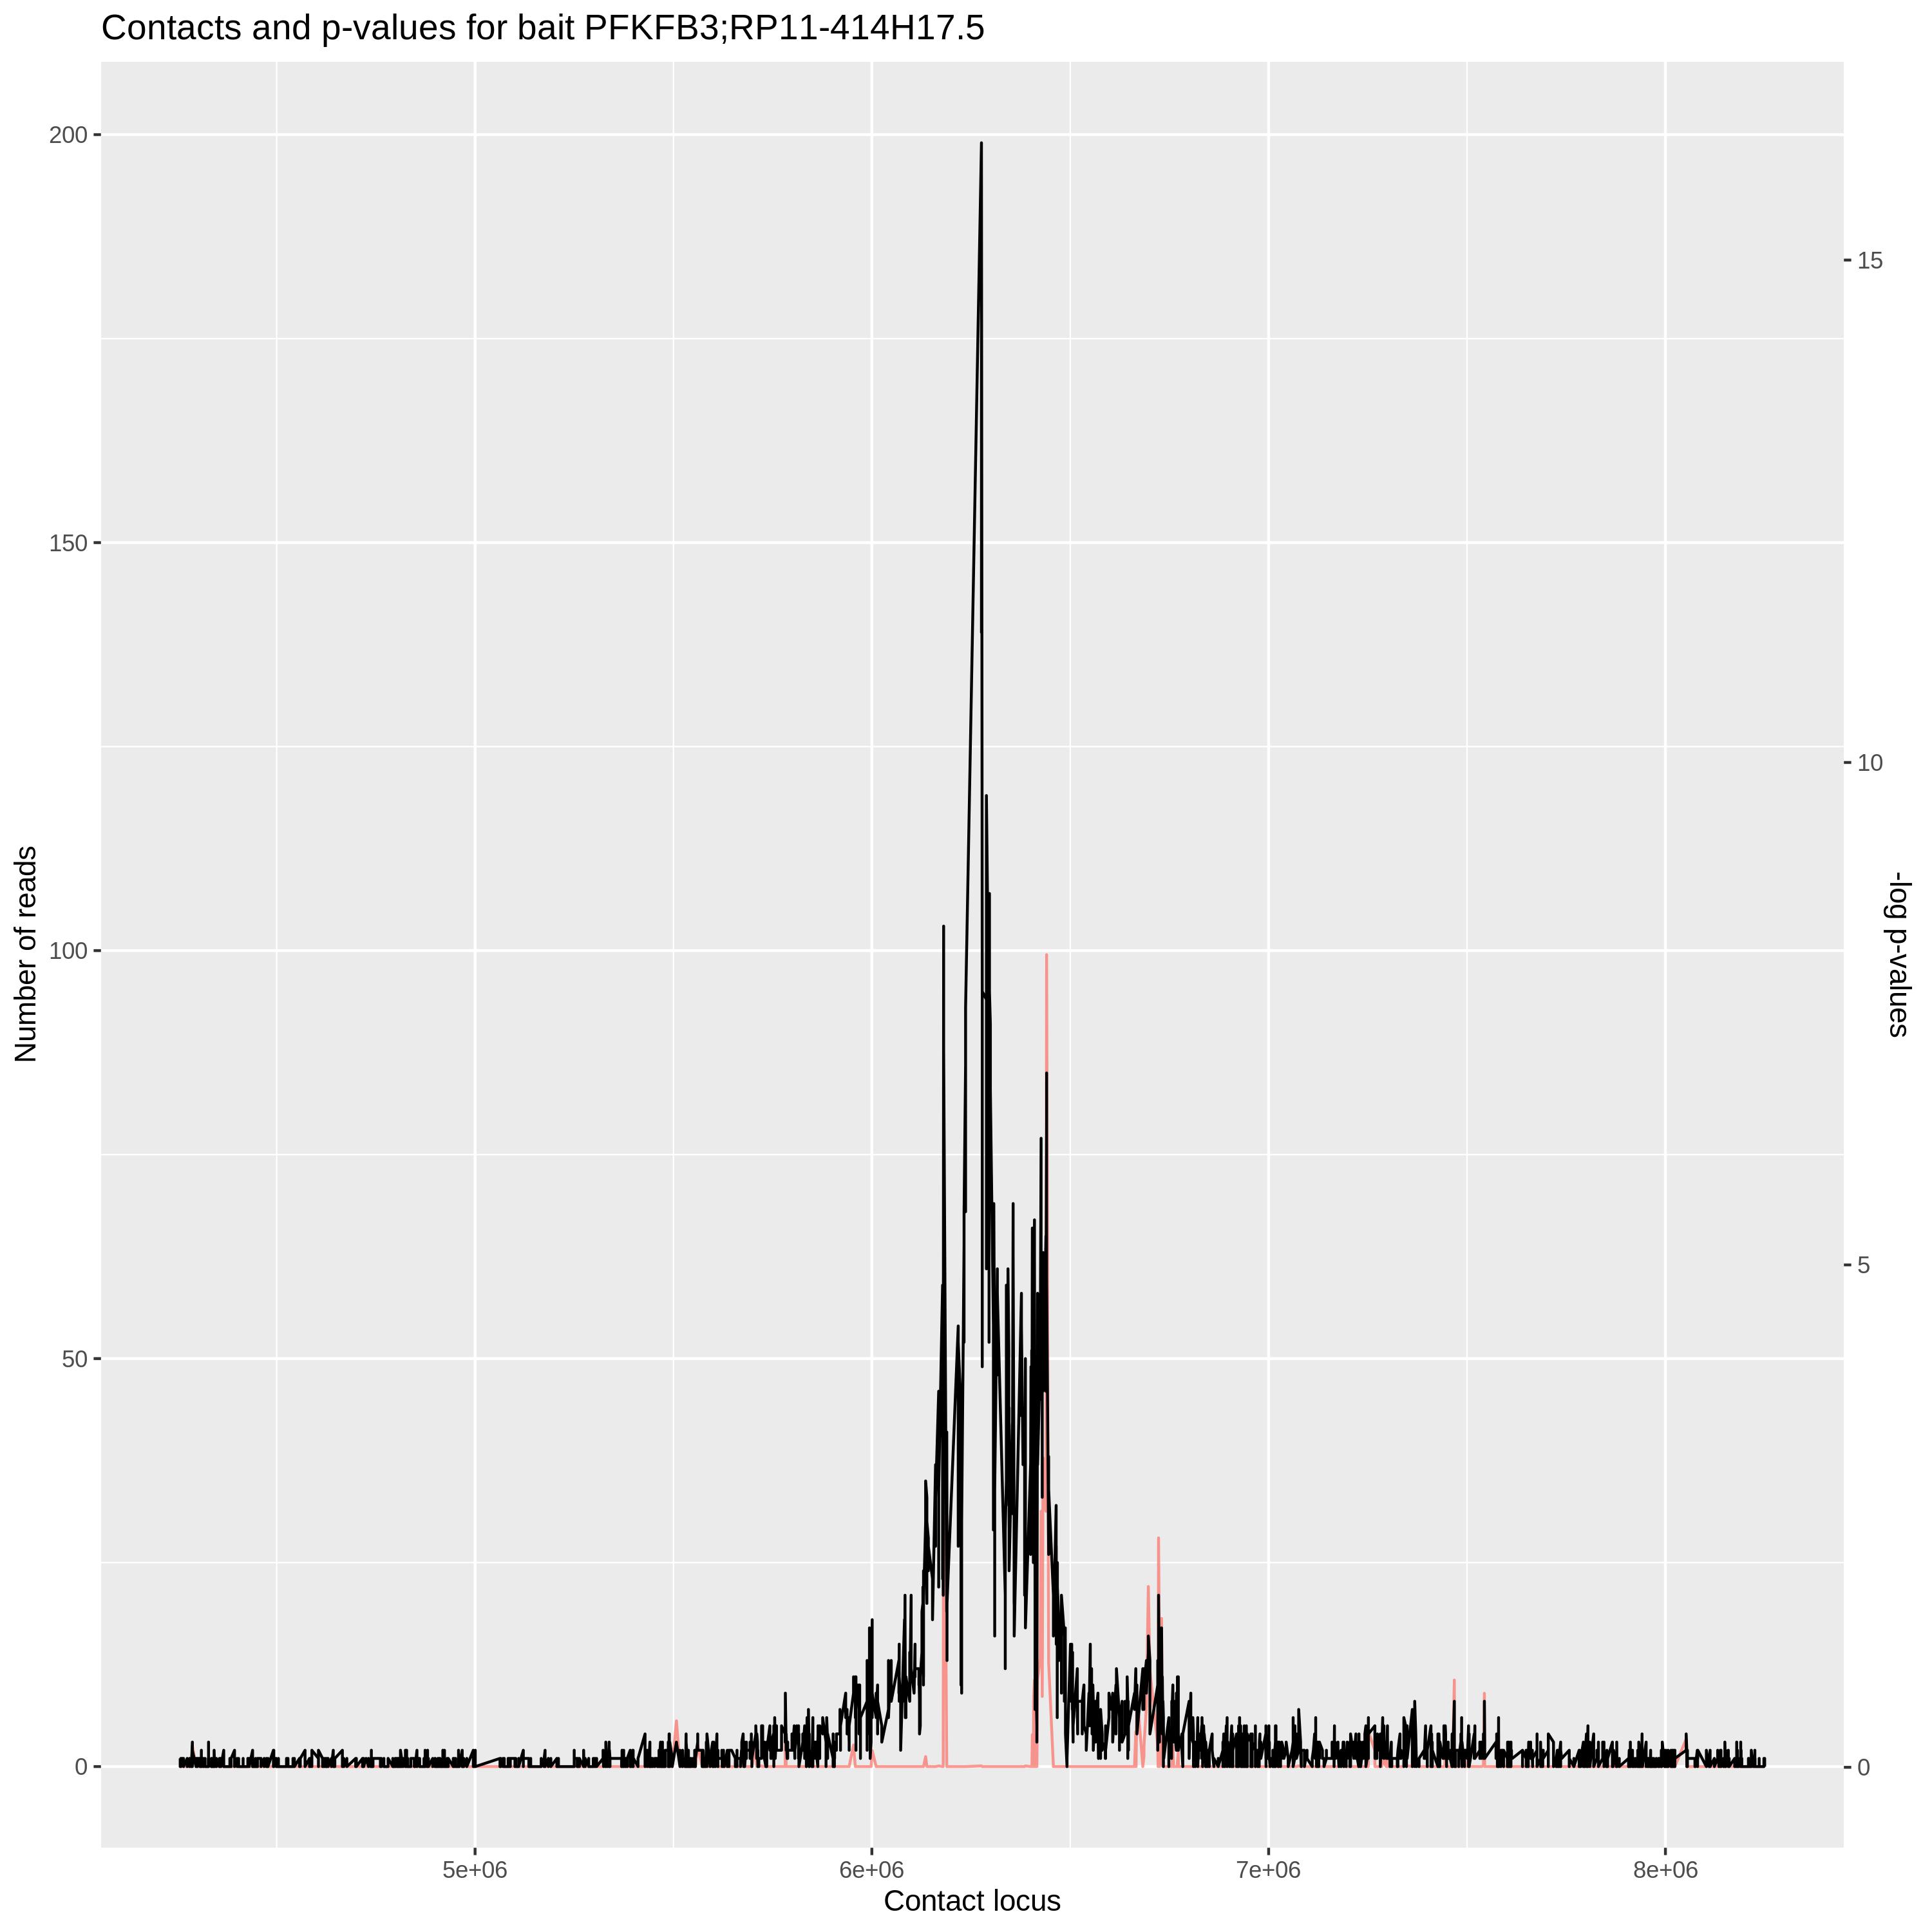 Contacts and p-values for bait PFKFB3;RP11-414H17.5
200
150
100
50
0
Number of reads
15
10
5
0
-log p-values
5e+06
6e+06
7e+06
8e+06
Contact locus